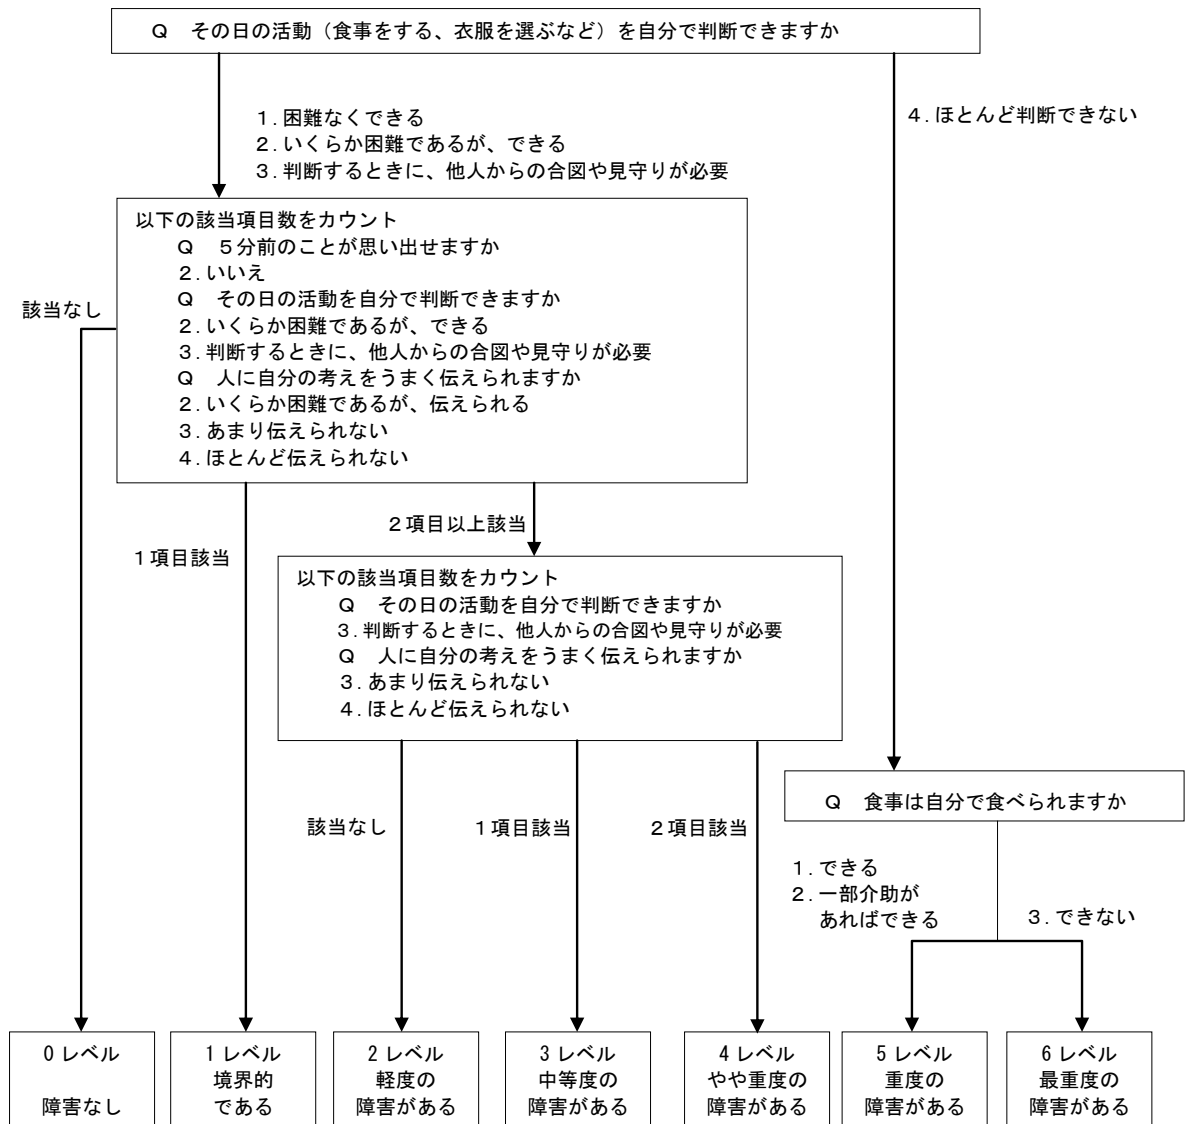 Ｑ　その日の活動（食事をする、衣服を選ぶなど）を自分で判断できますか
１．困難なくできる
２．いくらか困難であるが、できる
３．判断するときに、他人からの合図や見守りが必要
４．ほとんど判断できない
以下の該当項目数をカウント
Ｑ　５分前のことが思い出せますか
２．いいえ
Ｑ　その日の活動を自分で判断できますか
２．いくらか困難であるが、できる
３．判断するときに、他人からの合図や見守りが必要
Ｑ　人に自分の考えをうまく伝えられますか
２．いくらか困難であるが、伝えられる
３．あまり伝えられない
４．ほとんど伝えられない
該当なし
１項目該当
２項目以上該当
以下の該当項目数をカウント
Ｑ　その日の活動を自分で判断できますか
３．判断するときに、他人からの合図や見守りが必要
Ｑ　人に自分の考えをうまく伝えられますか
３．あまり伝えられない
４．ほとんど伝えられない
該当なし
１項目該当
２項目該当
Ｑ　食事は自分で食べられますか
１．できる
２．一部介助が
あればできる
３．できない
0 レベル
障害なし
1 レベル
境界的
である
2 レベル
軽度の
障害がある
3 レベル
中等度の
障害がある
4 レベル
やや重度の
障害がある
5 レベル
重度の
障害がある
6 レベル
最重度の
障害がある